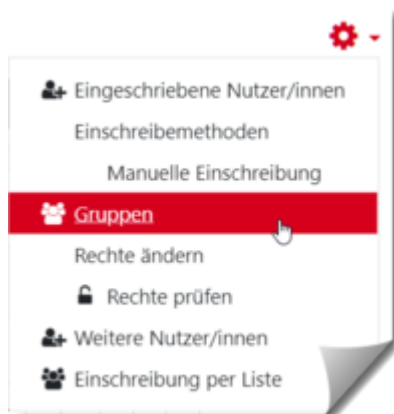 Eingeschriebene Nutzer/innen
Einschreibemethoden
Manuelle Einschreibung
Gruppen
Rechte ändern
Rechte prüfen
Weitere Nutzer/innen
Einschreibung per Liste